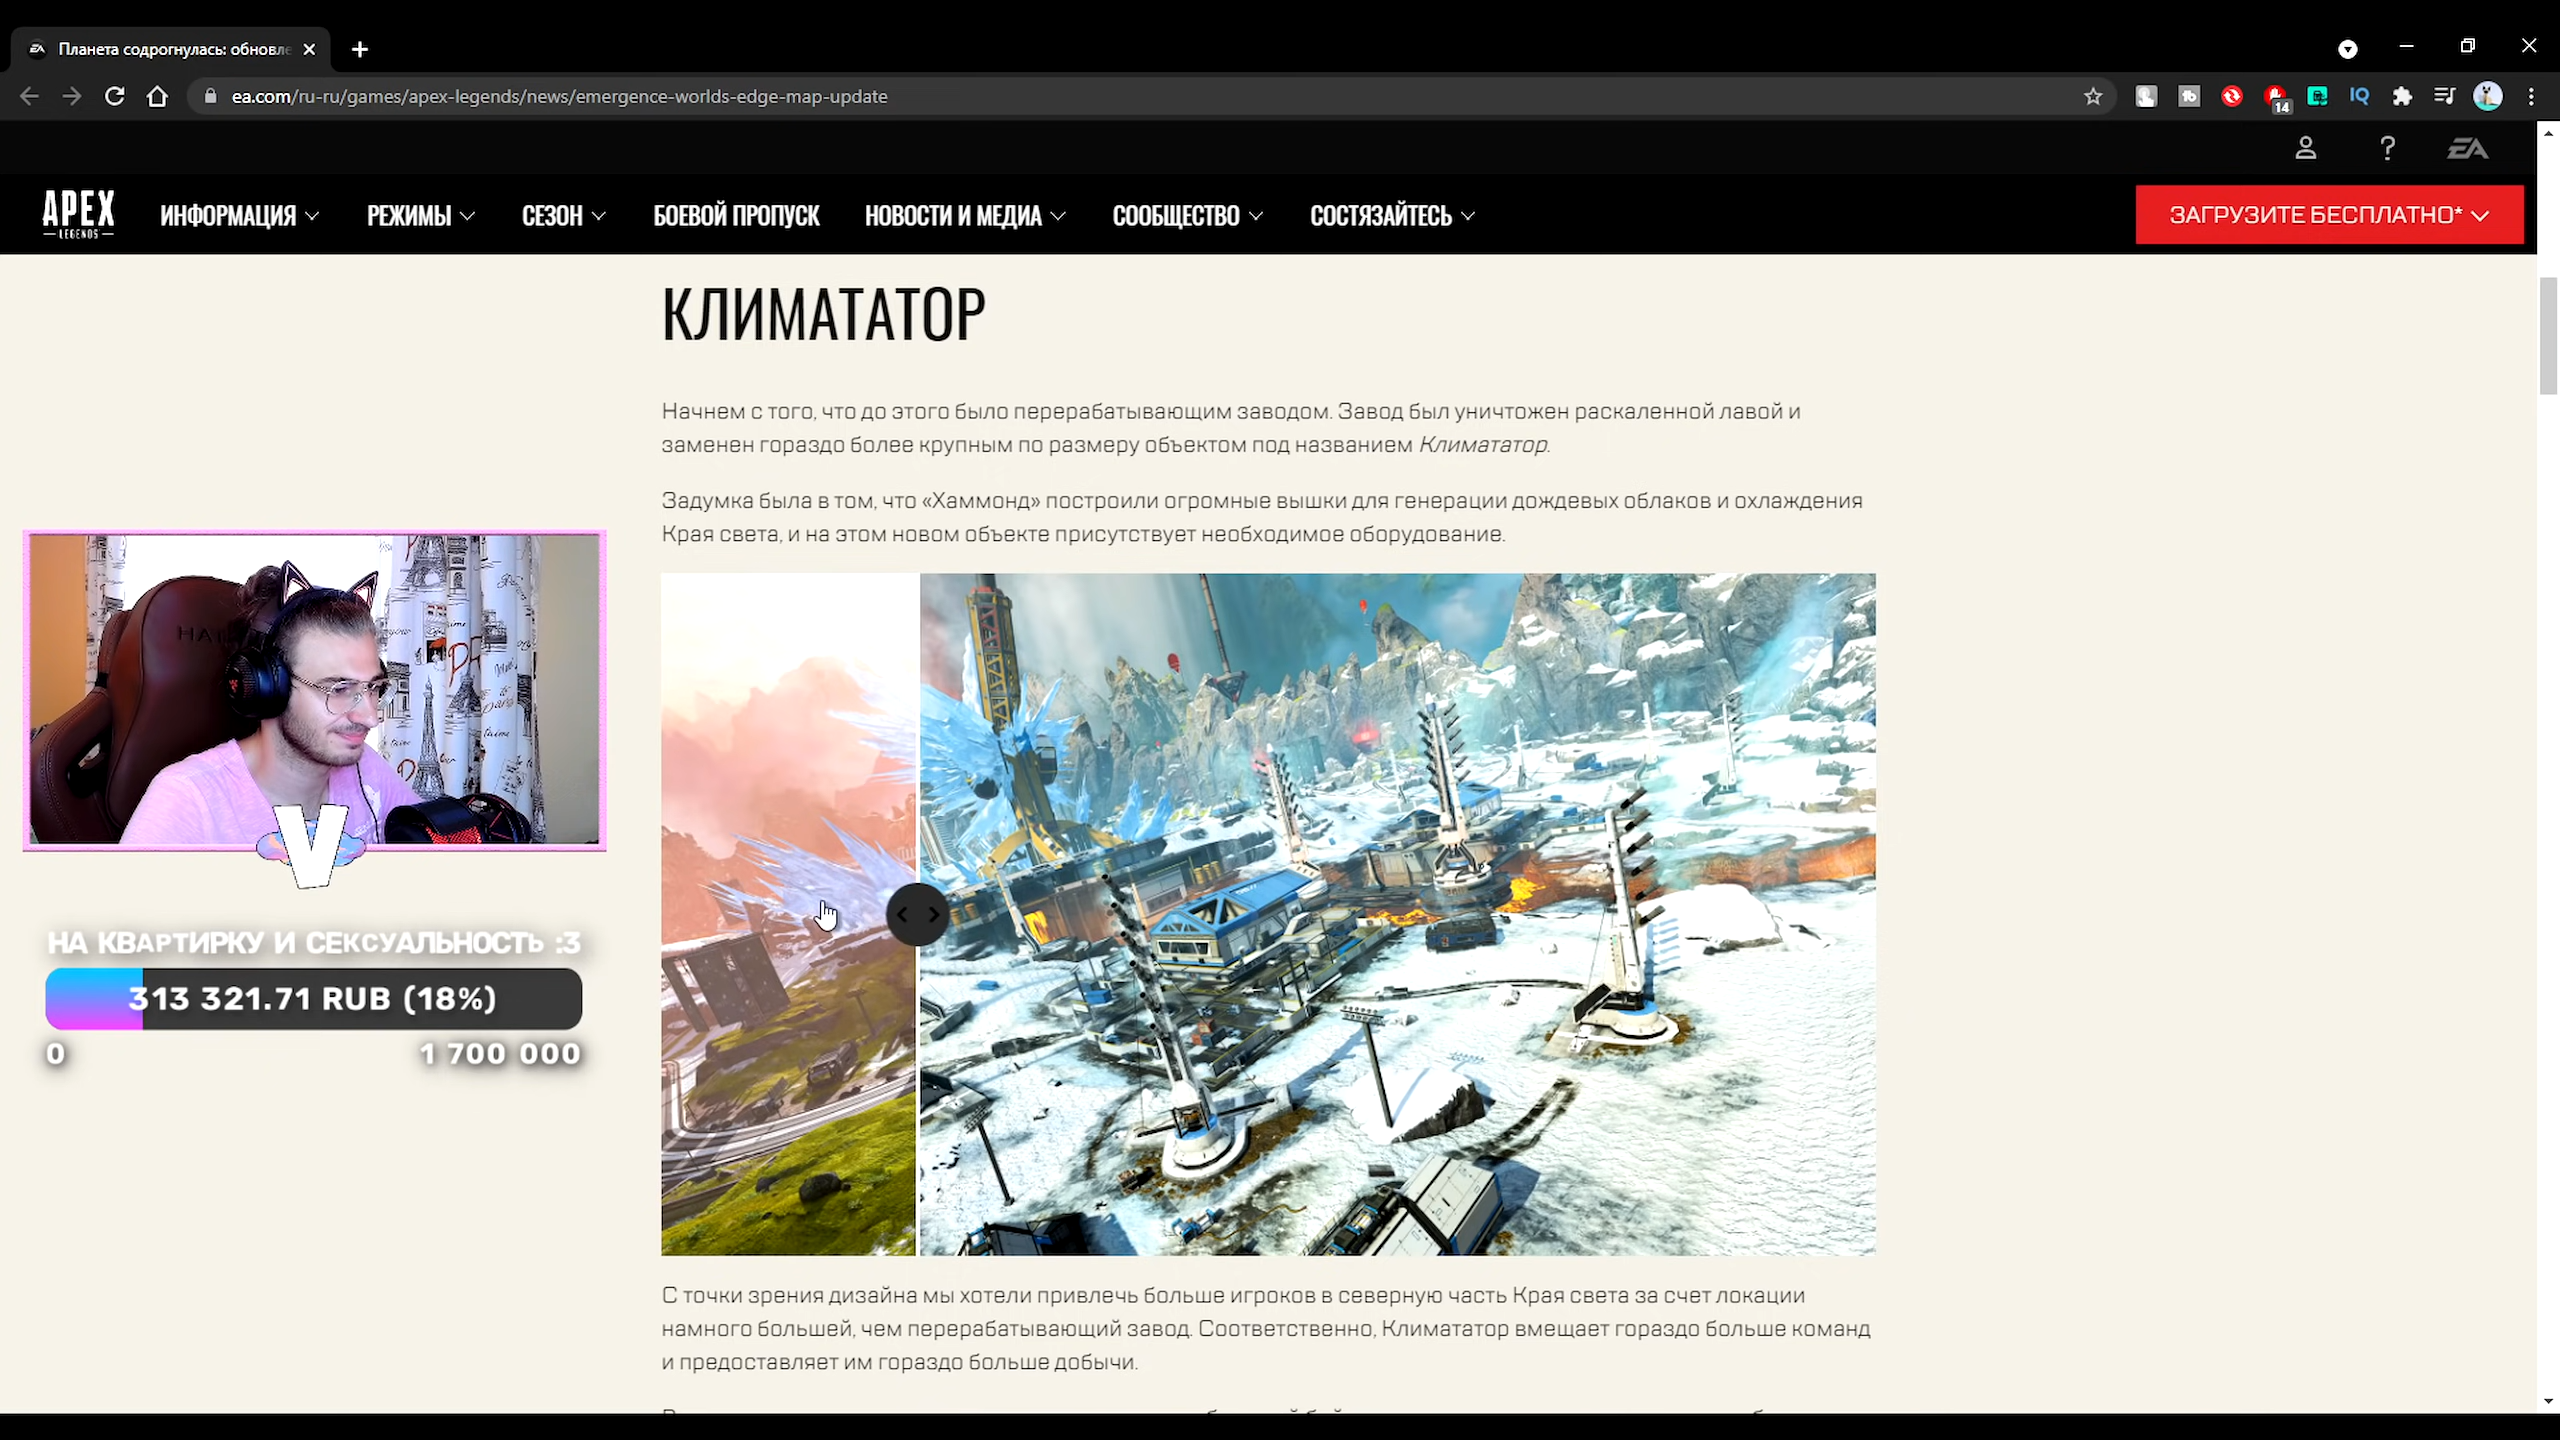 Планета содрогнулась: обновле
ea.com/ru-ru/games/apex-legends/news/emergence-worlds-edge-map-update
14
IQ
EA
APEX
LEGENDS
ИНФОРМАЦИЯ
РЕЖИМЫ
СЕЗОН
БОЕВОЙ ПРОПУСК
НОВОСТИ И МЕДИА
СООБЩЕСТВО
СОСТЯЗАЙТЕСЬ
ЗАГРУЗИТЕ БЕСПЛАТНО*
КЛИМАТАТОР
Начнем с того, что до этого было перерабатывающим заводом. Завод был уничтожен раскаленной лавой и
заменен гораздо более крупным по размеру объектом под названием Климататор.
Задумка была в том, что «Хаммонд» построили огромные вышки для генерации дождевых облаков и охлаждения
Края света, и на этом новом объекте присутствует необходимое оборудование.
V
НА КВАРТИРКУ И СЕКСУАЛЬНОСТЬ :3
313 321.71 RUB (18%)
0
1 700 000
С точки зрения дизайна мы хотели привлечь больше игроков в северную часть Края света за счет локации
намного большей, чем перерабатывающий завод. Соответственно, Климататор вмещает гораздо больше команд
и предоставляет им гораздо больше добычи.